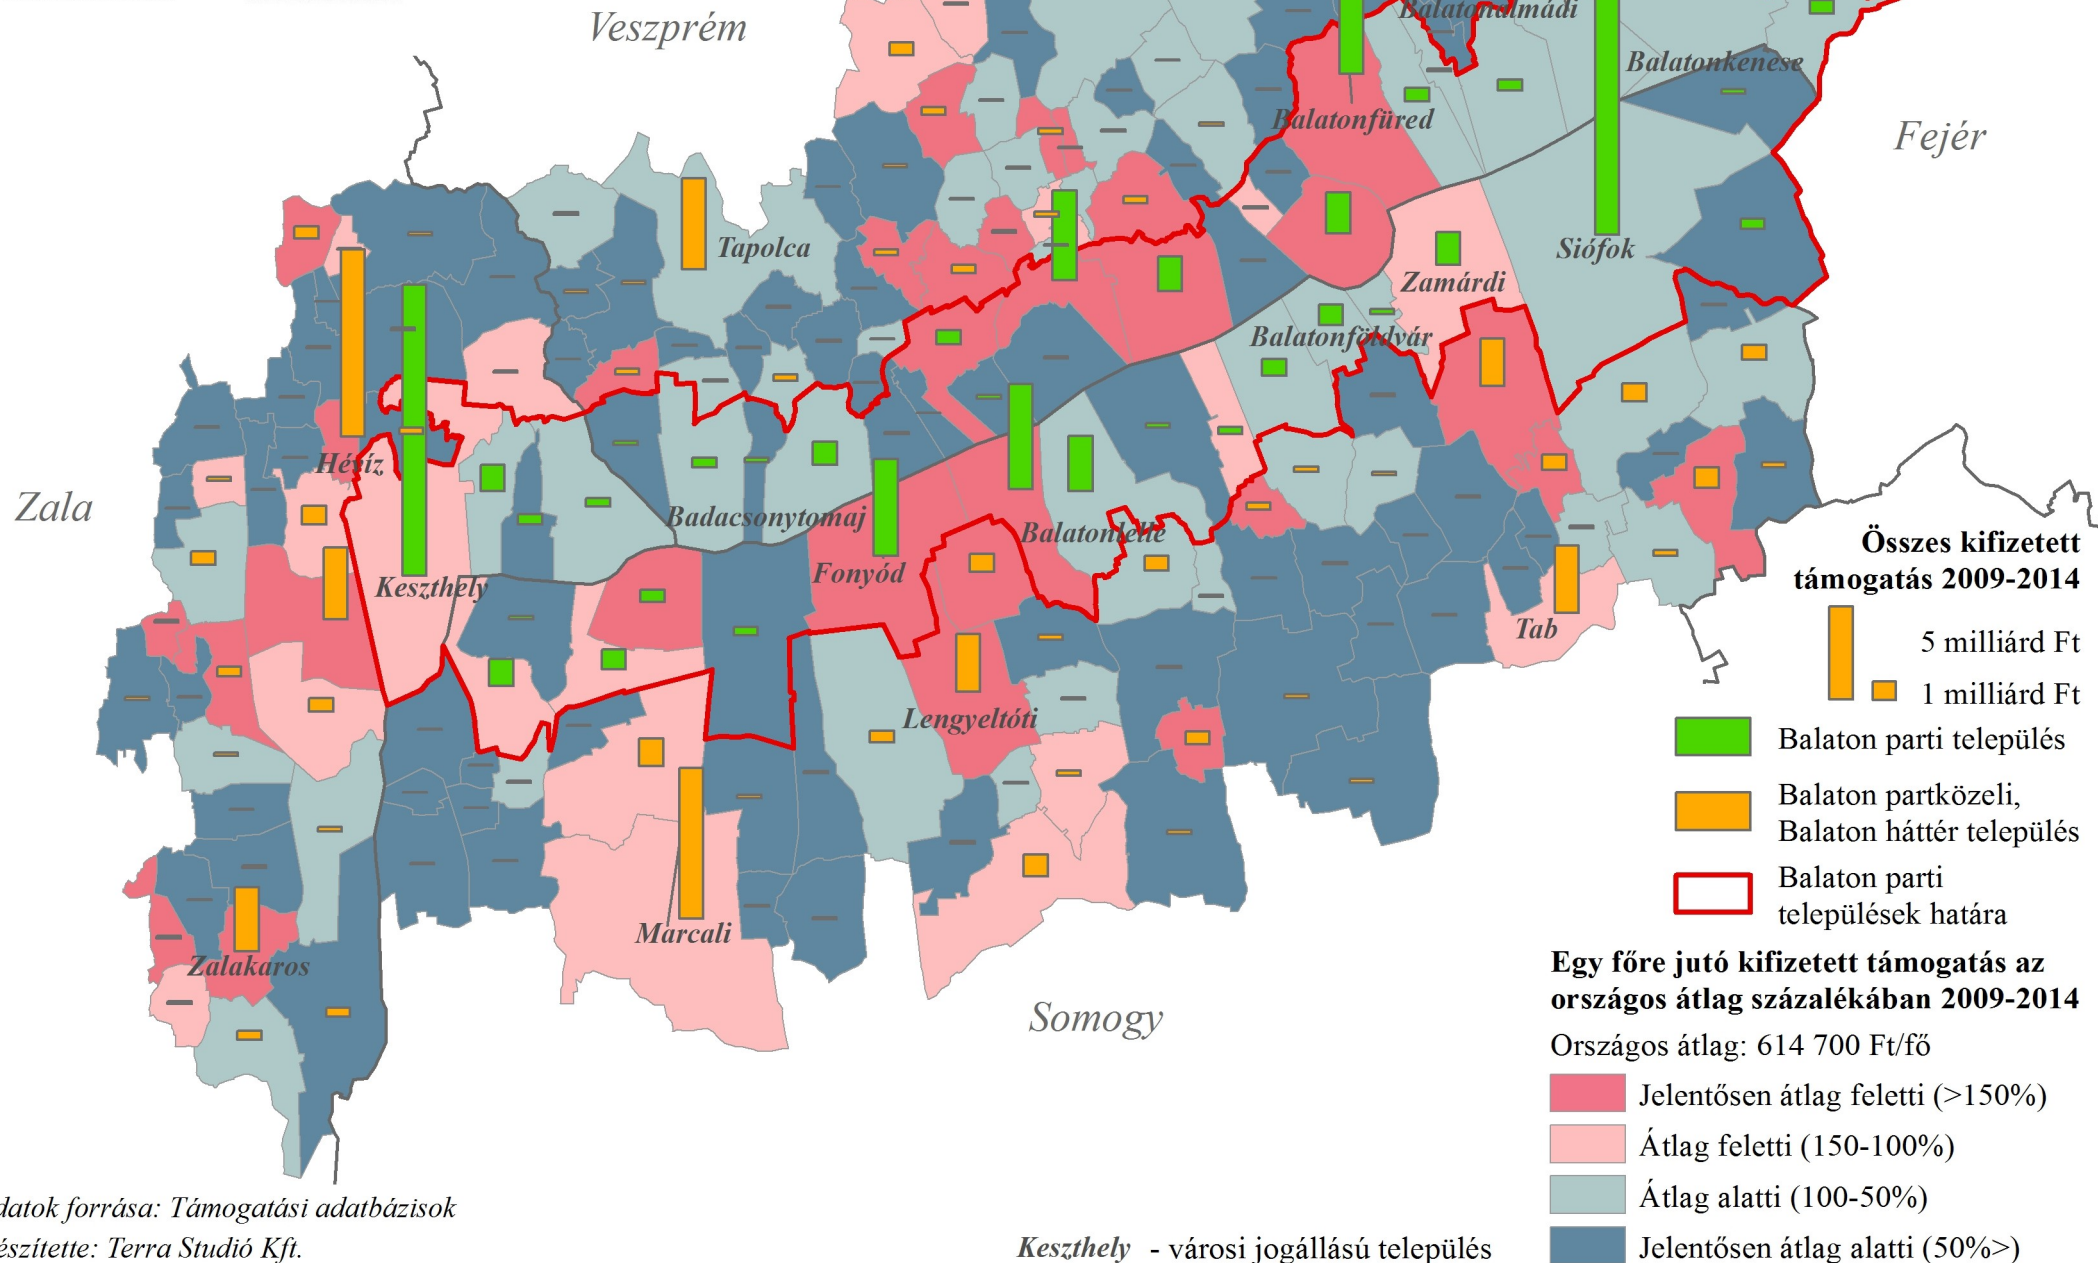 Veszprém
Balatonalmádi
Balatonkenese
Balatonfüred
Fejér
Tapolca
Siófok
Zamárdi
Balatonföldvár
Hévíz
Zala
Badacsonytomaj
Balatonlelle
Keszthely
Fonyód
Tab
Lengyeltóti
Marcali
Zalakaros
Somogy
Összes kifizetett
támogatás 2009-2014
5 milliárd Ft
1 milliárd Ft
Balaton parti település
Balaton partközeli,
Balaton háttér település
Balaton parti
települések határa
Egy főre jutó kifizetett támogatás az
országos átlag százalékában 2009-2014
Országos átlag: 614 700 Ft/fő
Jelentősen átlag feletti (>150%)
Átlag feletti (150-100%)
Átlag alatti (100-50%)
Jelentősen átlag alatti (50%>)
datok forrása: Támogatási adatbázisok
észítette: Terra Studió Kft.
Keszthely - városi jogállású település